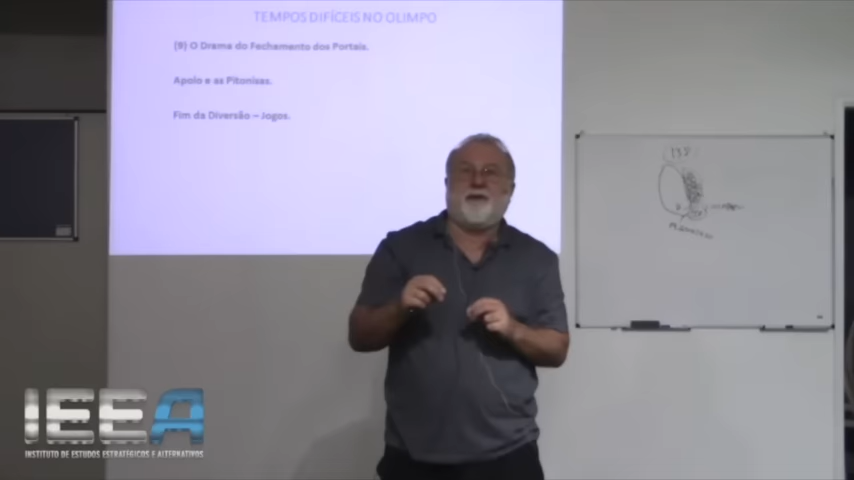 TEMPOS DIFÍCEIS NO OLIMPO
(9) O Drama do Fechamento dos Portais.
Apolo e as Pitonisas.
Fim da Diversão – Jogos.
IEEA
INSTITUTO DE ESTUDOS ESTRATÉGICOS E ALTERNATIVOS